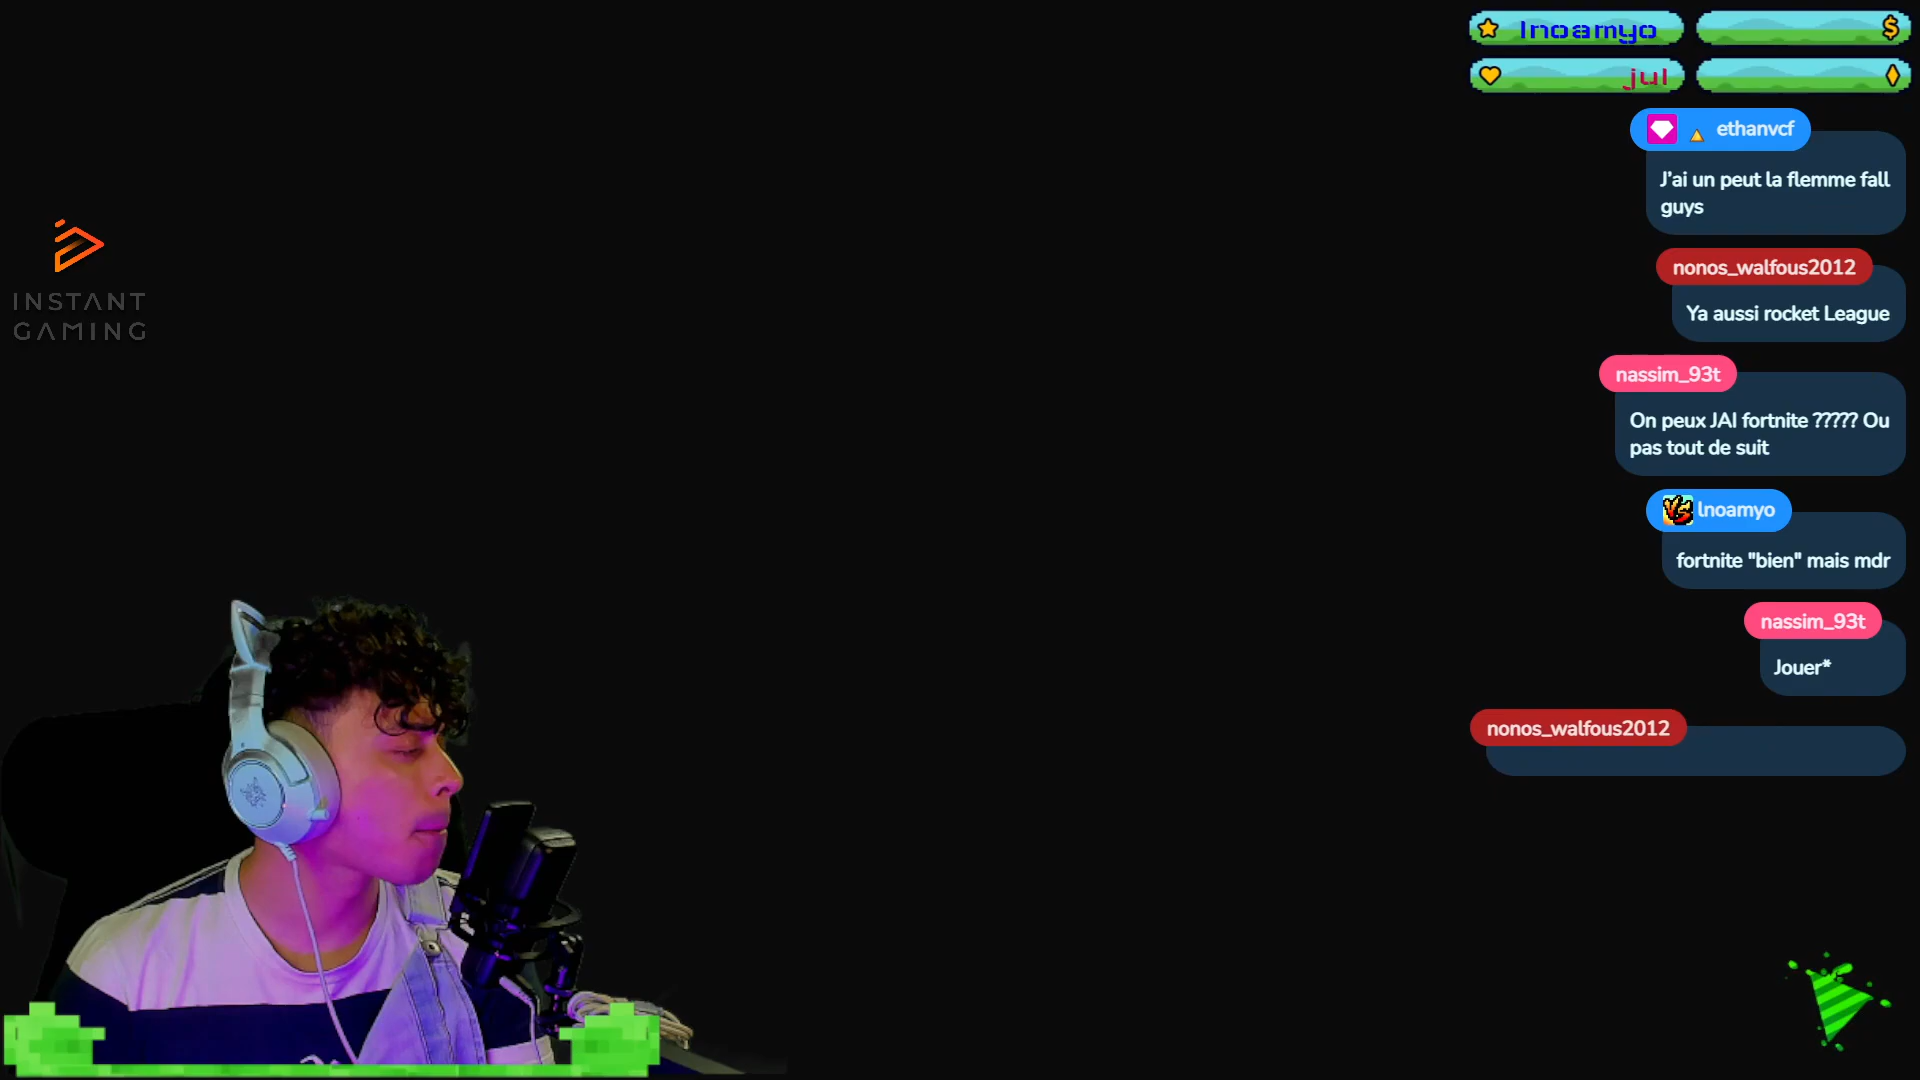 lnoamyo
$
jul
ethanvcf
J'ai un peut la flemme fall
guys
nonos_walfous2012
Ya aussi rocket League
nassim_93t
On peux JAI fortnite ????? Ou
pas tout de suit
VS lnoamyo
fortnite "bien" mais mdr
nassim_93t
Jouer*
nonos_walfous2012
INSTANT
GAMING